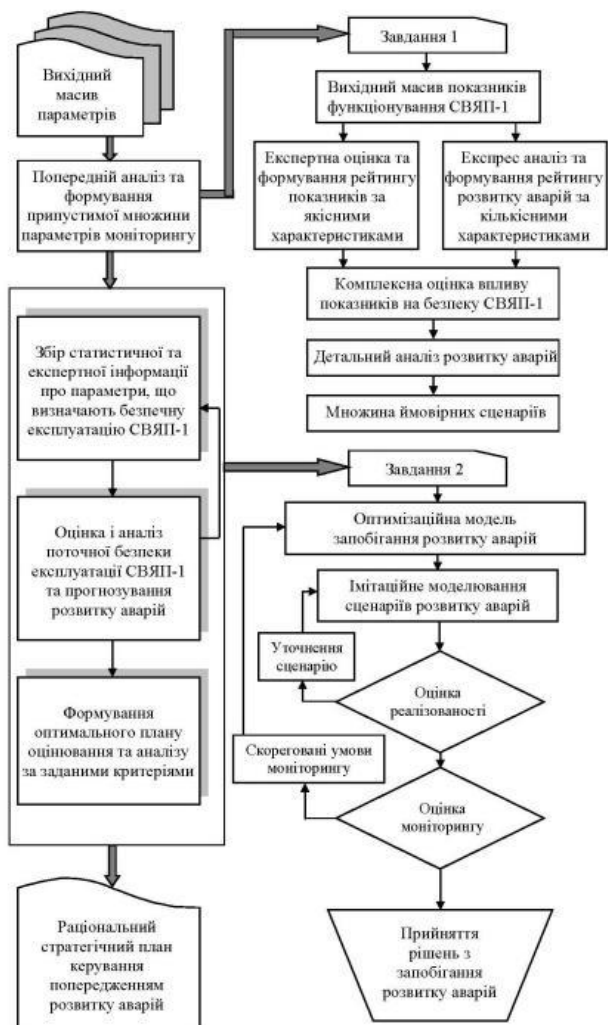 Вихідний
масив
параметрів
Попередній аналіз та
формування
припустимої множини
параметрів моніторингу
Збір статистичної та
експертної інформації
про параметри, що
визначають безпечну
експлуатацію СВЯП-1
Оцінка і аналіз
поточної безпеки
експлуатації СВЯП-1
та прогнозування
розвитку аварій
Формування
оптимального плану
оцінювання та аналізу
за заданими критеріями
Раціональний
стратегічний план
керування
попередженням
розвитку аварій
Завдання 1
Вихідний масив показників
функціонування СВЯП-1
Експертна оцінка та
формування рейтингу
показників за
якісними
характеристиками
Експрес аналіз та
формування рейтингу
розвитку аварій за
кількісними
характеристиками
Комплексна оцінка впливу
показників на безпеку СВЯП-1
Детальний аналіз розвитку аварій
Множина ймовірних сценаріїв
Завдання 2
Оптимізаційна модель
запобігання розвитку аварій
Імітаційне моделювання
сценаріїв розвитку аварій
Уточнення
сценарію
Оцінка
реалізованості
Скореговані умови
моніторингу
Оцінка
моніторингу
Прийняття
рішень з
запобігання
розвитку аварій